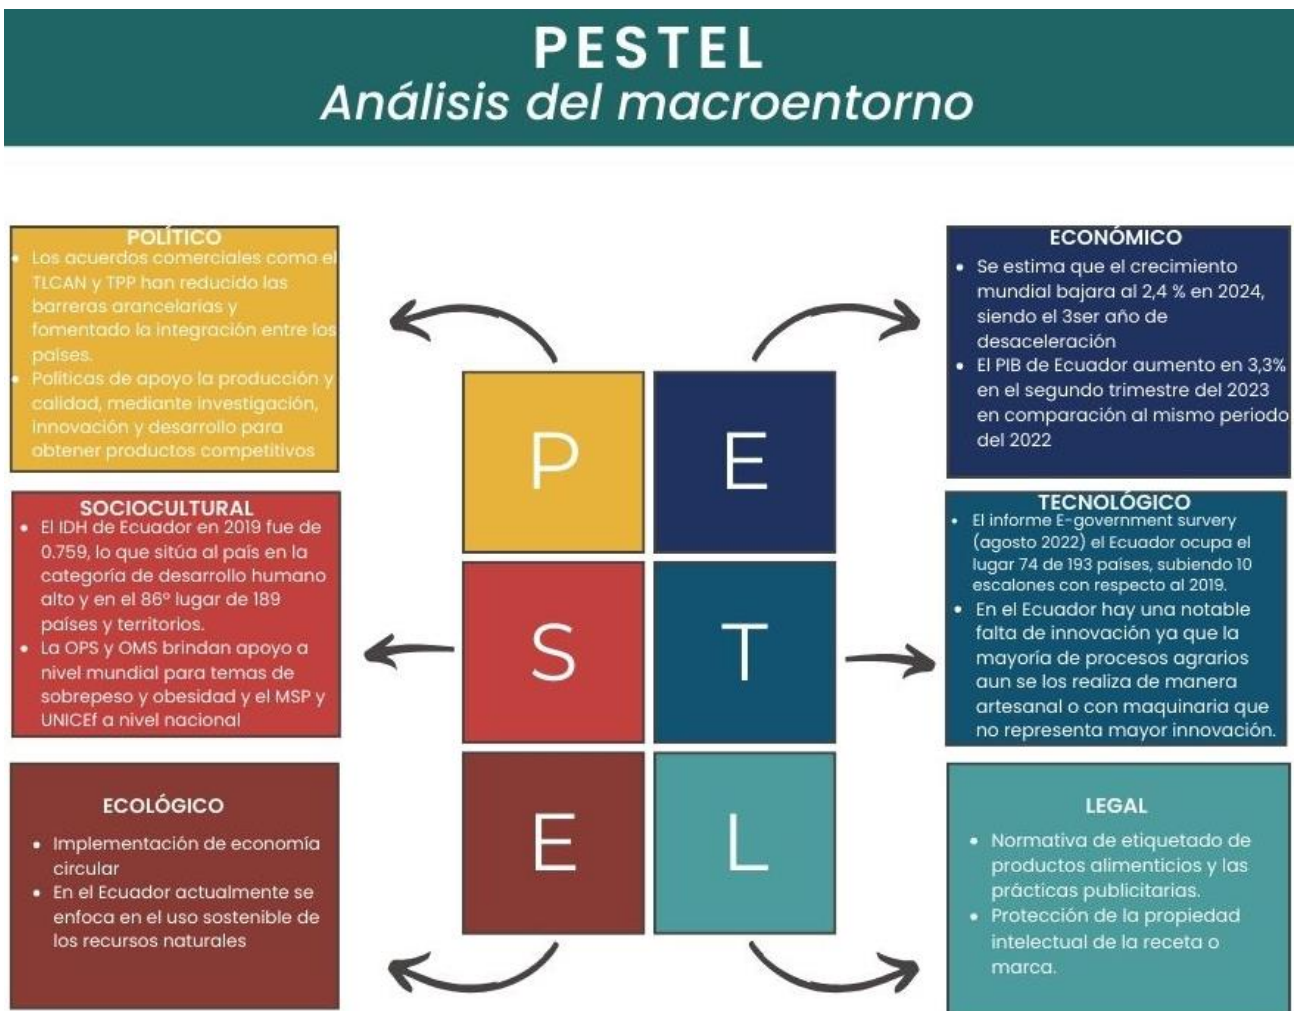 PESTEL
Análisis del macroentorno
POLÍTICO
• Los acuerdos comerciales como el
TLCAN y TPP han reducido las
barreras arancelarias y
fomentado la integración entre los
países.
• Políticas de apoyo la producción y
calidad, mediante investigación,
innovación y desarrollo para
obtener productos competitivos
ECONÓMICO
• Se estima que el crecimiento
mundial bajara al 2,4 % en 2024,
siendo el 3ser año de
desaceleración
• El PIB de Ecuador aumento en 3,3%
en el segundo trimestre del 2023
en comparación al mismo periodo
del 2022
P
E
SOCIOCULTURAL
• El IDH de Ecuador en 2019 fue de
0.759, lo que sitúa al país en la
categoría de desarrollo humano
alto y en el 86º lugar de 189
países y territorios.
• La OPS y OMS brindan apoyo a
nivel mundial para temas de
sobrepeso y obesidad y el MSP y
UNICEf a nivel nacional
S
T
TECNOLÓGICO
• El informe E-government survery
(agosto 2022) el Ecuador ocupa el
lugar 74 de 193 países, subiendo 10
escalones con respecto al 2019.
• En el Ecuador hay una notable
falta de innovación ya que la
mayoría de procesos agrarios
aun se los realiza de manera
artesanal o con maquinaria que
no representa mayor innovación.
ECOLÓGICO
• Implementación de economía
circular
• En el Ecuador actualmente se
enfoca en el uso sostenible de
los recursos naturales
E
L
LEGAL
• Normativa de etiquetado de
productos alimenticios y las
prácticas publicitarias.
• Protección de la propiedad
intelectual de la receta o
marca.